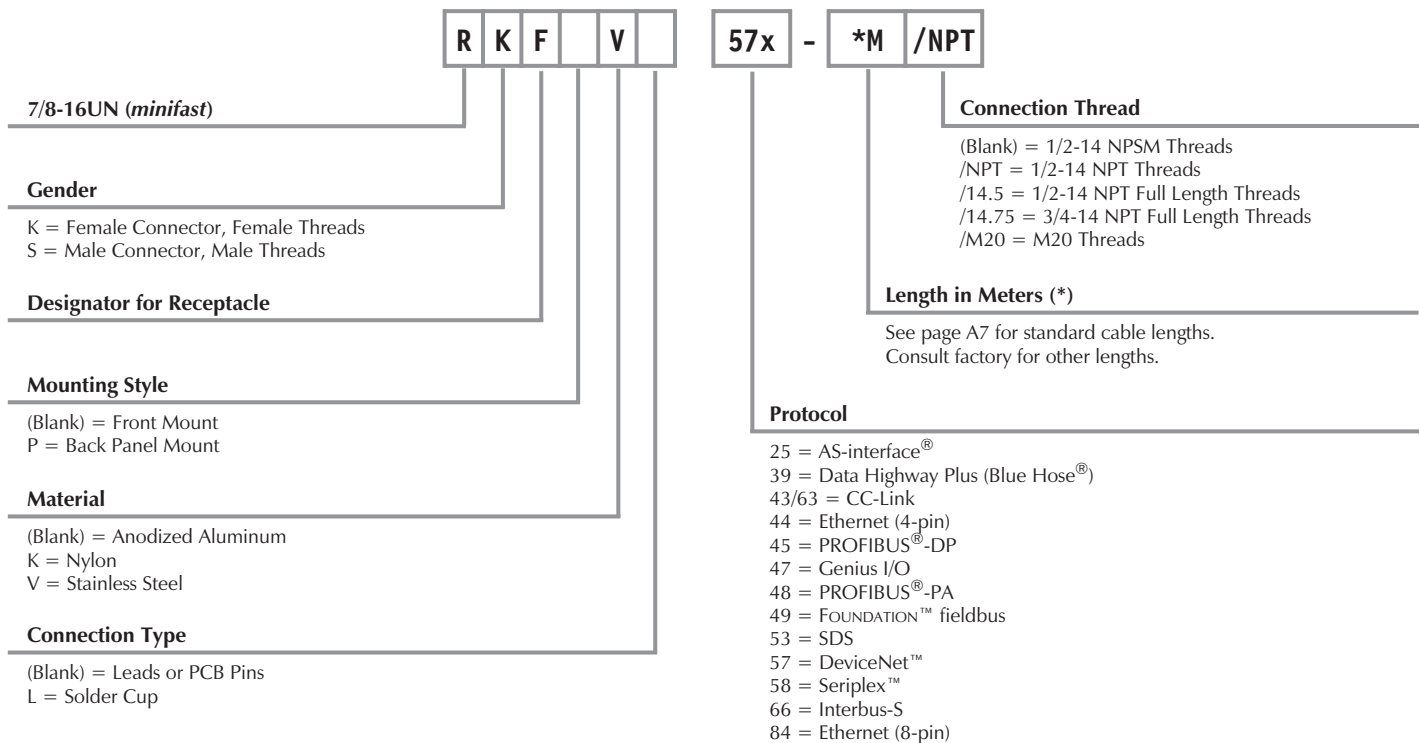 R K F V 57x - *M /NPT
7/8-16UN (minifast)
Gender
K = Female Connector, Female Threads
S = Male Connector, Male Threads
Designator for Receptacle
Mounting Style
(Blank) = Front Mount
P = Back Panel Mount
Material
(Blank) = Anodized Aluminum
K = Nylon
V = Stainless Steel
Connection Type
(Blank) = Leads or PCB Pins
L = Solder Cup
Connection Thread
(Blank) = 1/2-14 NPSM Threads
/NPT = 1/2-14 NPT Threads
/14.5 = 1/2-14 NPT Full Length Threads
/14.75 = 3/4-14 NPT Full Length Threads
/M20 = M20 Threads
Length in Meters (*)
See page A7 for standard cable lengths.
Consult factory for other lengths.
Protocol
25 = AS-interface®
39 = Data Highway Plus (Blue Hose®)
43/63 = CC-Link
44 = Ethernet (4-pin)
45 = PROFIBUS®-DP
47 = Genius I/O
48 = PROFIBUS®-PA
49 = FOUNDATION™ fieldbus
53 = SDS
57 = DeviceNet™
58 = Seriplex™
66 = Interbus-S
84 = Ethernet (8-pin)